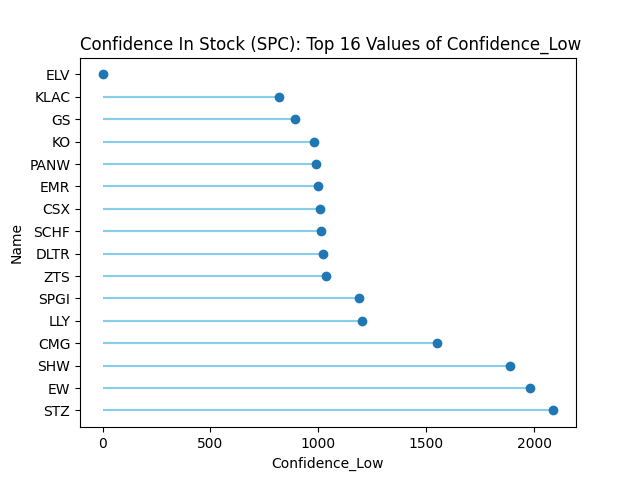 Confidence In Stock (SPC): Top 16 Values of Confidence_Low
ELV
KLAC
GS
KO
PANW
EMR
CSX
SCHF
DLTR
ZTS
SPGI
LLY
CMG
SHW
EW
STZ
Name
0 500 1000 1500 2000
Confidence_Low